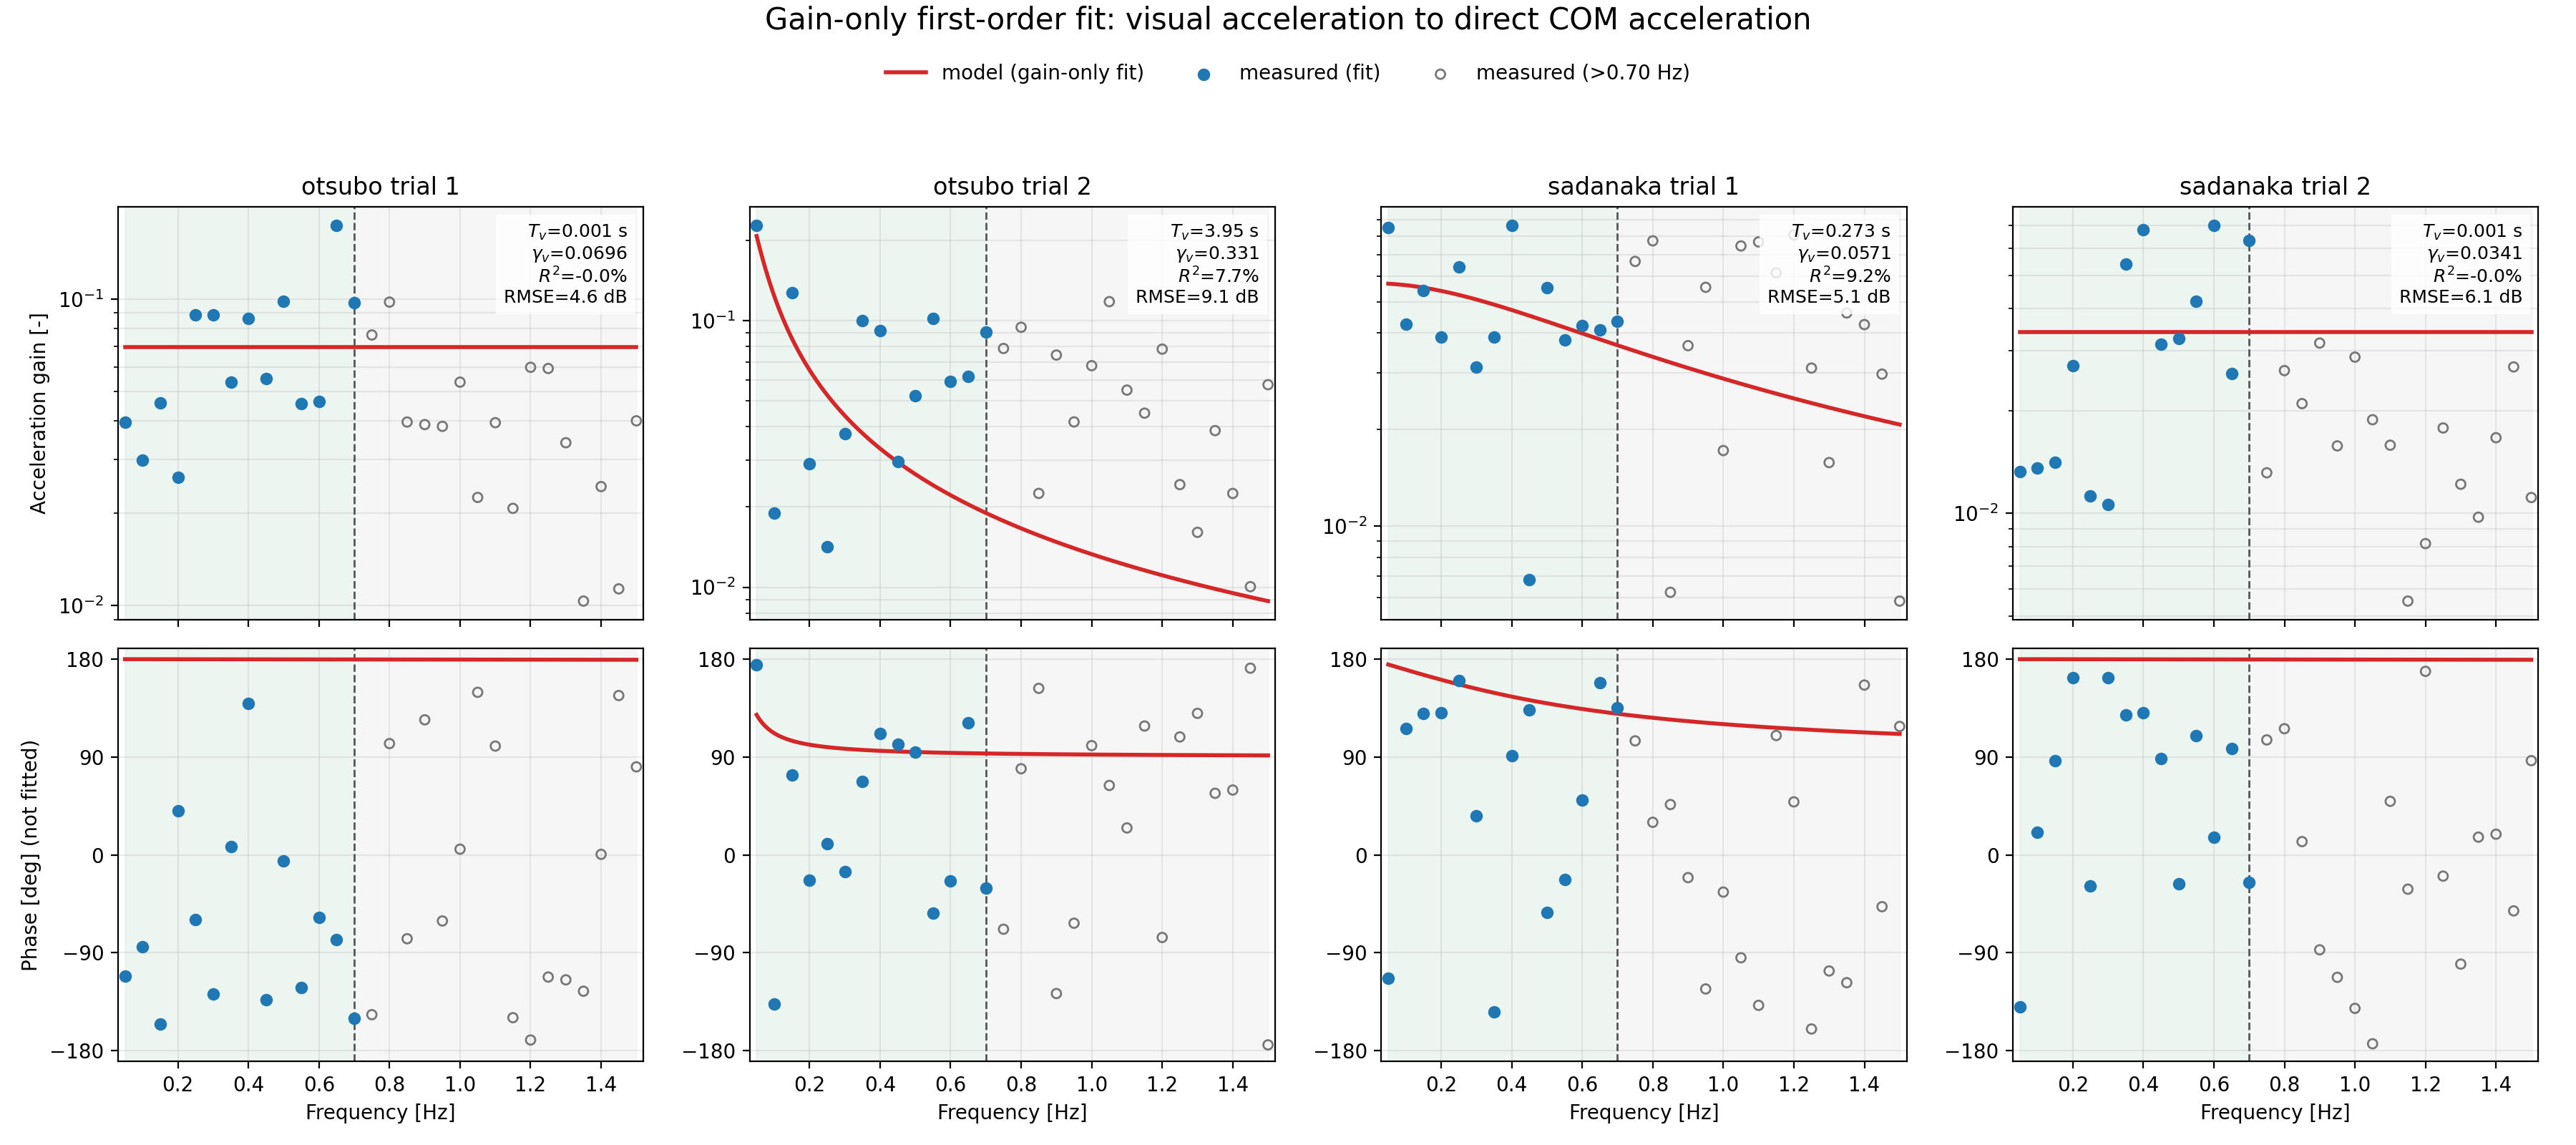 Gain-only first-order fit: visual acceleration to direct COM acceleration
model (gain-only fit) measured (fit) measured (>0.70 Hz)
otsubo trial 1
otsubo trial 2
sadanaka trial 1
sadanaka trial 2
Acceleration gain [-]
10⁻¹
10⁻²
Tᵥ=0.001 s
γᵥ=0.0696
R²=-0.0%
RMSE=4.6 dB
10⁻¹
10⁻²
Tᵥ=3.95 s
γᵥ=0.331
R²=7.7%
RMSE=9.1 dB
10⁻²
Tᵥ=0.273 s
γᵥ=0.0571
R²=9.2%
RMSE=5.1 dB
10⁻²
Tᵥ=0.001 s
γᵥ=0.0341
R²=-0.0%
RMSE=6.1 dB
Phase [deg] (not fitted)
180
90
0
−90
−180
0.2 0.4 0.6 0.8 1.0 1.2 1.4
Frequency [Hz]
180
90
0
−90
−180
0.2 0.4 0.6 0.8 1.0 1.2 1.4
Frequency [Hz]
180
90
0
−90
−180
0.2 0.4 0.6 0.8 1.0 1.2 1.4
Frequency [Hz]
180
90
0
−90
−180
0.2 0.4 0.6 0.8 1.0 1.2 1.4
Frequency [Hz]